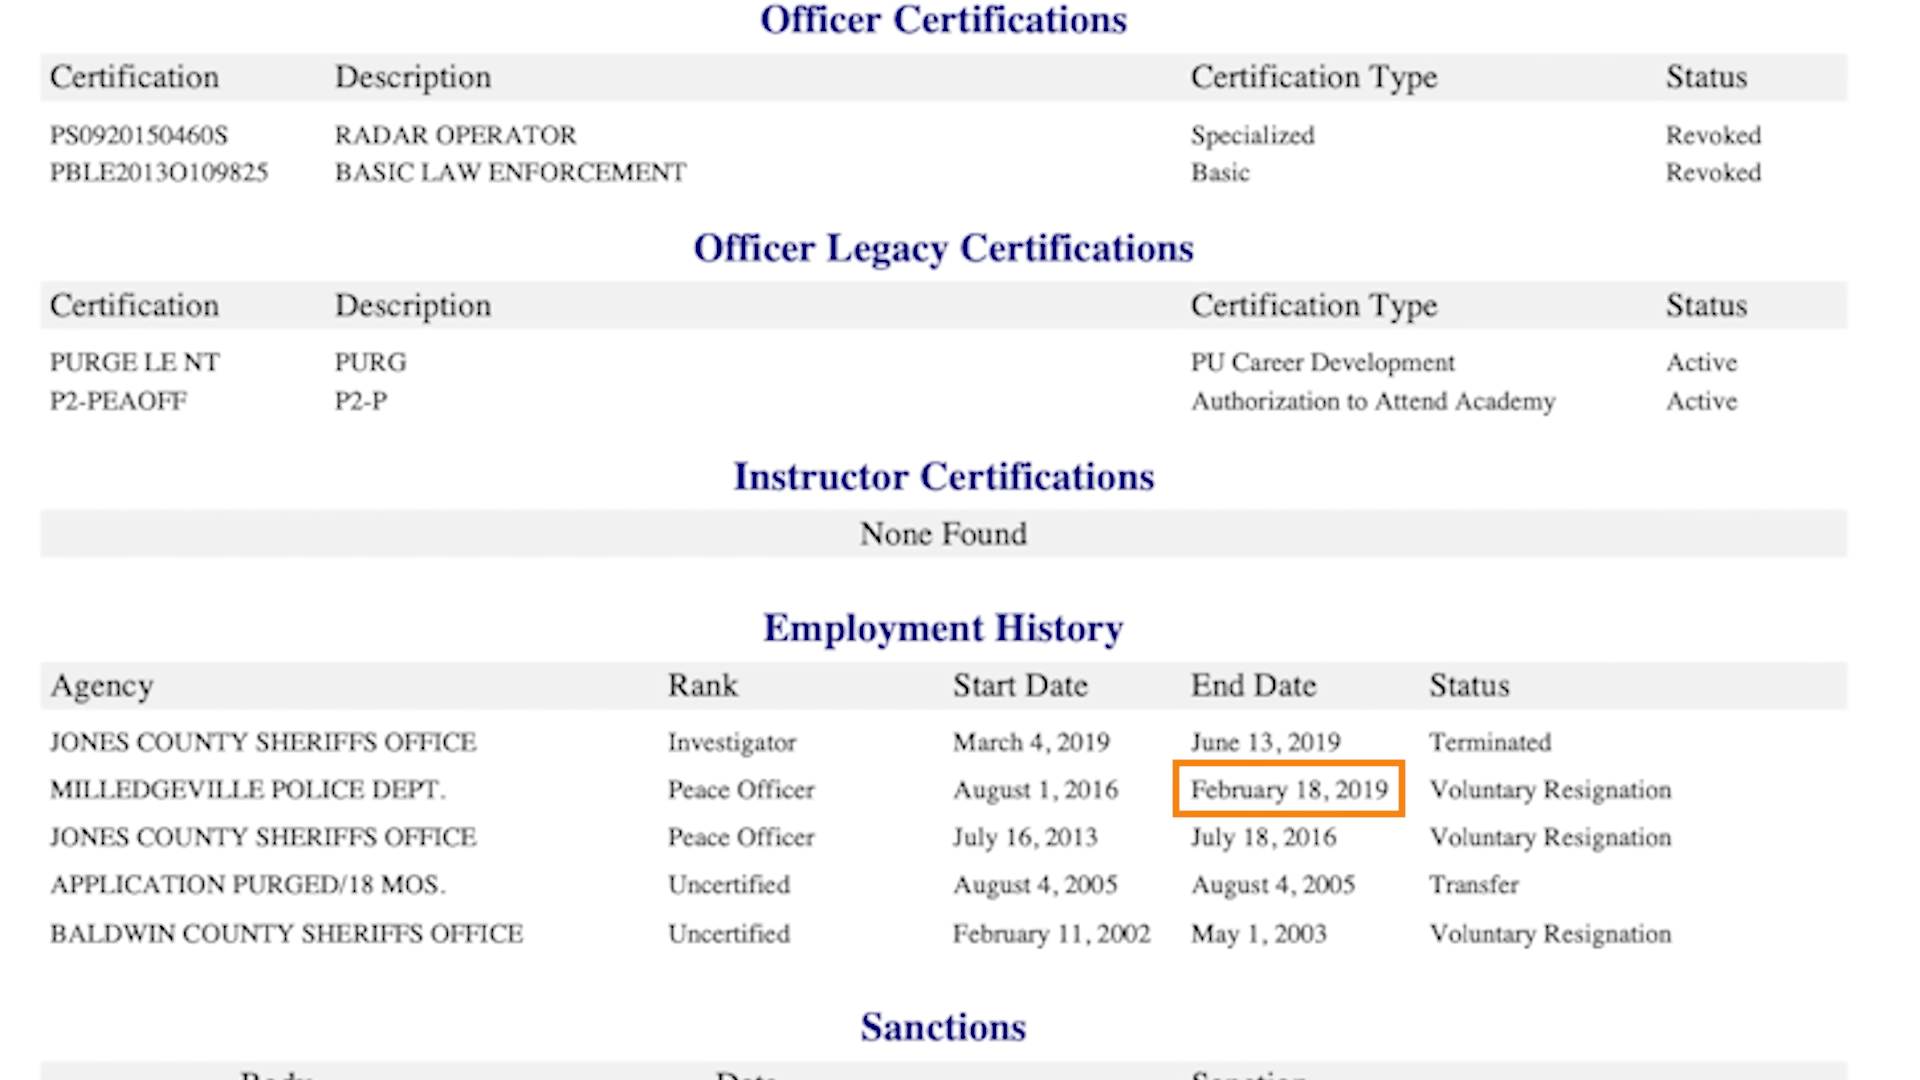 Officer Certifications
Certification Description Certification Type Status
PS0920150460S RADAR OPERATOR Specialized Revoked
PBLE2013O109825 BASIC LAW ENFORCEMENT Basic Revoked
Officer Legacy Certifications
Certification Description Certification Type Status
PURGE LE NT PURG PU Career Development Active
P2-PEAOFF P2-P Authorization to Attend Academy Active
Instructor Certifications
None Found
Employment History
Agency Rank Start Date End Date Status
JONES COUNTY SHERIFFS OFFICE Investigator March 4, 2019 June 13, 2019 Terminated
MILLEDGEVILLE POLICE DEPT. Peace Officer August 1, 2016 February 18, 2019 Voluntary Resignation
JONES COUNTY SHERIFFS OFFICE Peace Officer July 16, 2013 July 18, 2016 Voluntary Resignation
APPLICATION PURGED/18 MOS. Uncertified August 4, 2005 August 4, 2005 Transfer
BALDWIN COUNTY SHERIFFS OFFICE Uncertified February 11, 2002 May 1, 2003 Voluntary Resignation
Sanctions